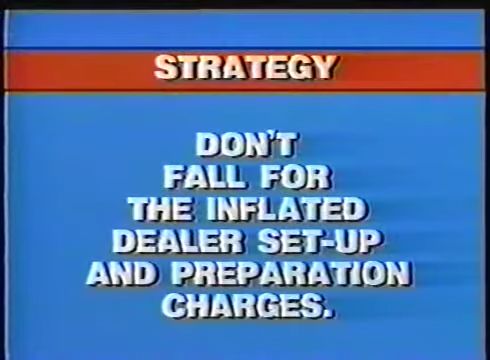 STRATEGY
DON'T
FALL FOR
THE INFLATED
DEALER SET-UP
AND PREPARATION
CHARGES.